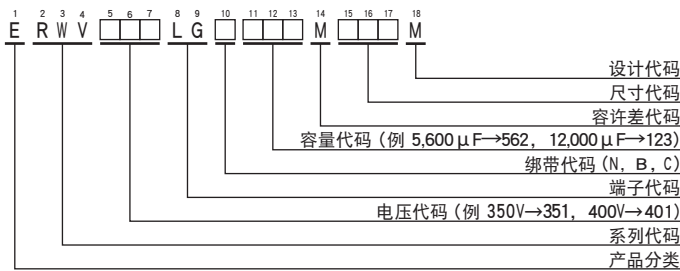 1 2 3 4 5 6 7 8 9 10 11 12 13 14 15 16 17 18
E R W V □□□ L G □ □□□ M □□□ M
设计代码
尺寸代码
容许差代码
容量代码 (例 5,600μF→562, 12,000μF→123)
绑带代码 (N, B, C)
端子代码
电压代码 (例 350V→351, 400V→401)
系列代码
产品分类